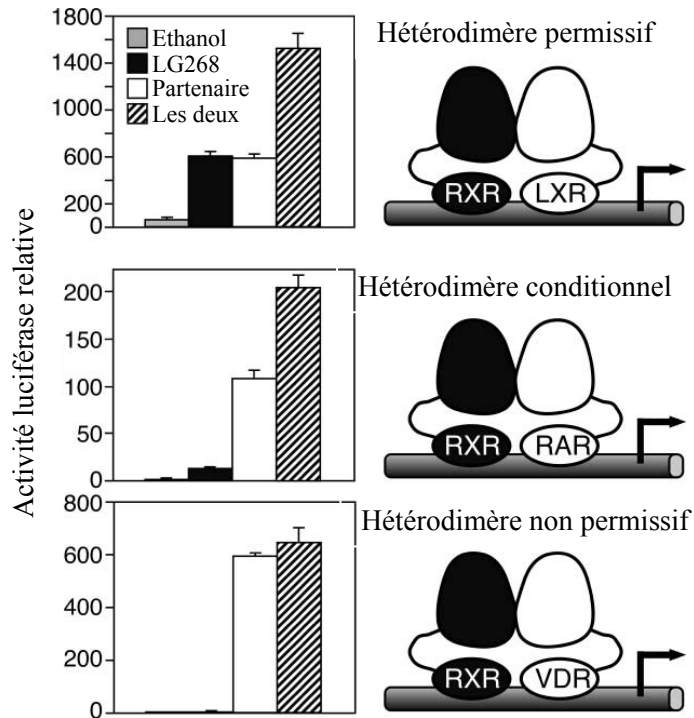 Activité luciférase relative
1800
1400
1000
600
200
0
Ethanol
LG268
Partenaire
Les deux
Hétérodimère permissif
RXR
LXR
200
150
100
50
0
Hétérodimère conditionnel
RXR
RAR
800
600
400
200
0
Hétérodimère non permissif
RXR
VDR